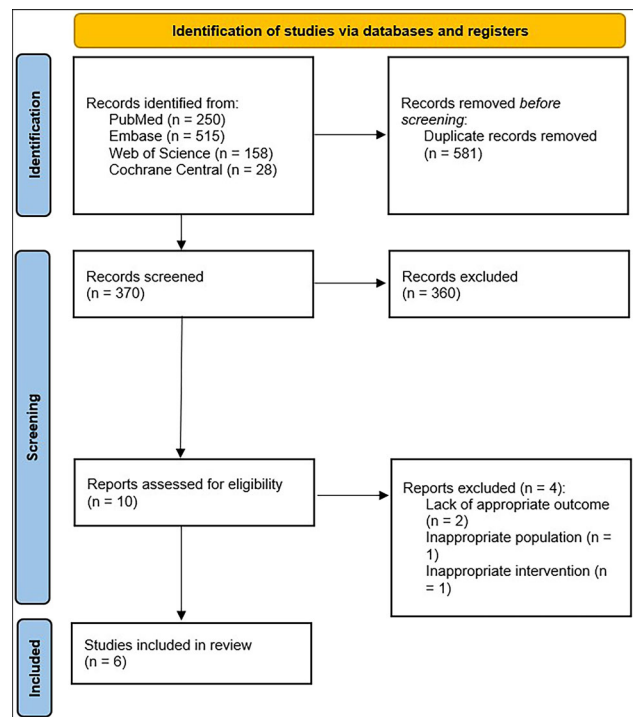 Identification of studies via databases and registers
Identification
Records identified from:
PubMed (n = 250)
Embase (n = 515)
Web of Science (n = 158)
Cochrane Central (n = 28)
Records removed before
screening:
Duplicate records removed
(n = 581)
Screening
Records screened
(n = 370)
Records excluded
(n = 360)
Reports assessed for eligibility
(n = 10)
Reports excluded (n = 4):
Lack of appropriate outcome
(n = 2)
Inappropriate population (n =
1)
Inappropriate intervention (n
= 1)
Included
Studies included in review
(n = 6)